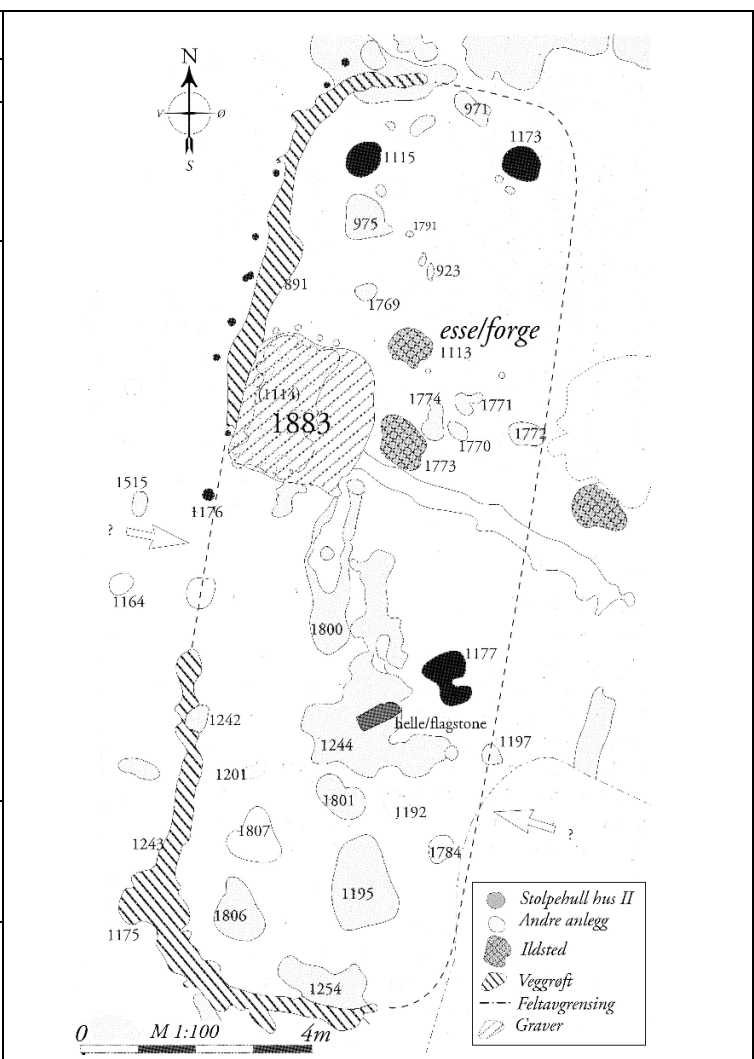 N
V
Ø
S
971
1173
1115
975
1791
923
891
1769
esse/forge
1113
(1114)
1883
1774
1771
1770
1772
1773
1515
1176
?
1164
1800
1177
helle/flagstone
1242
1244
1197
1201
1801
1192
1807
1243
1784
1195
1806
1175
1254
?
Stolpehull hus II
Andre anlegg
Ildsted
Veggrøft
Feltavgrensing
Graver
0 M 1:100 4m